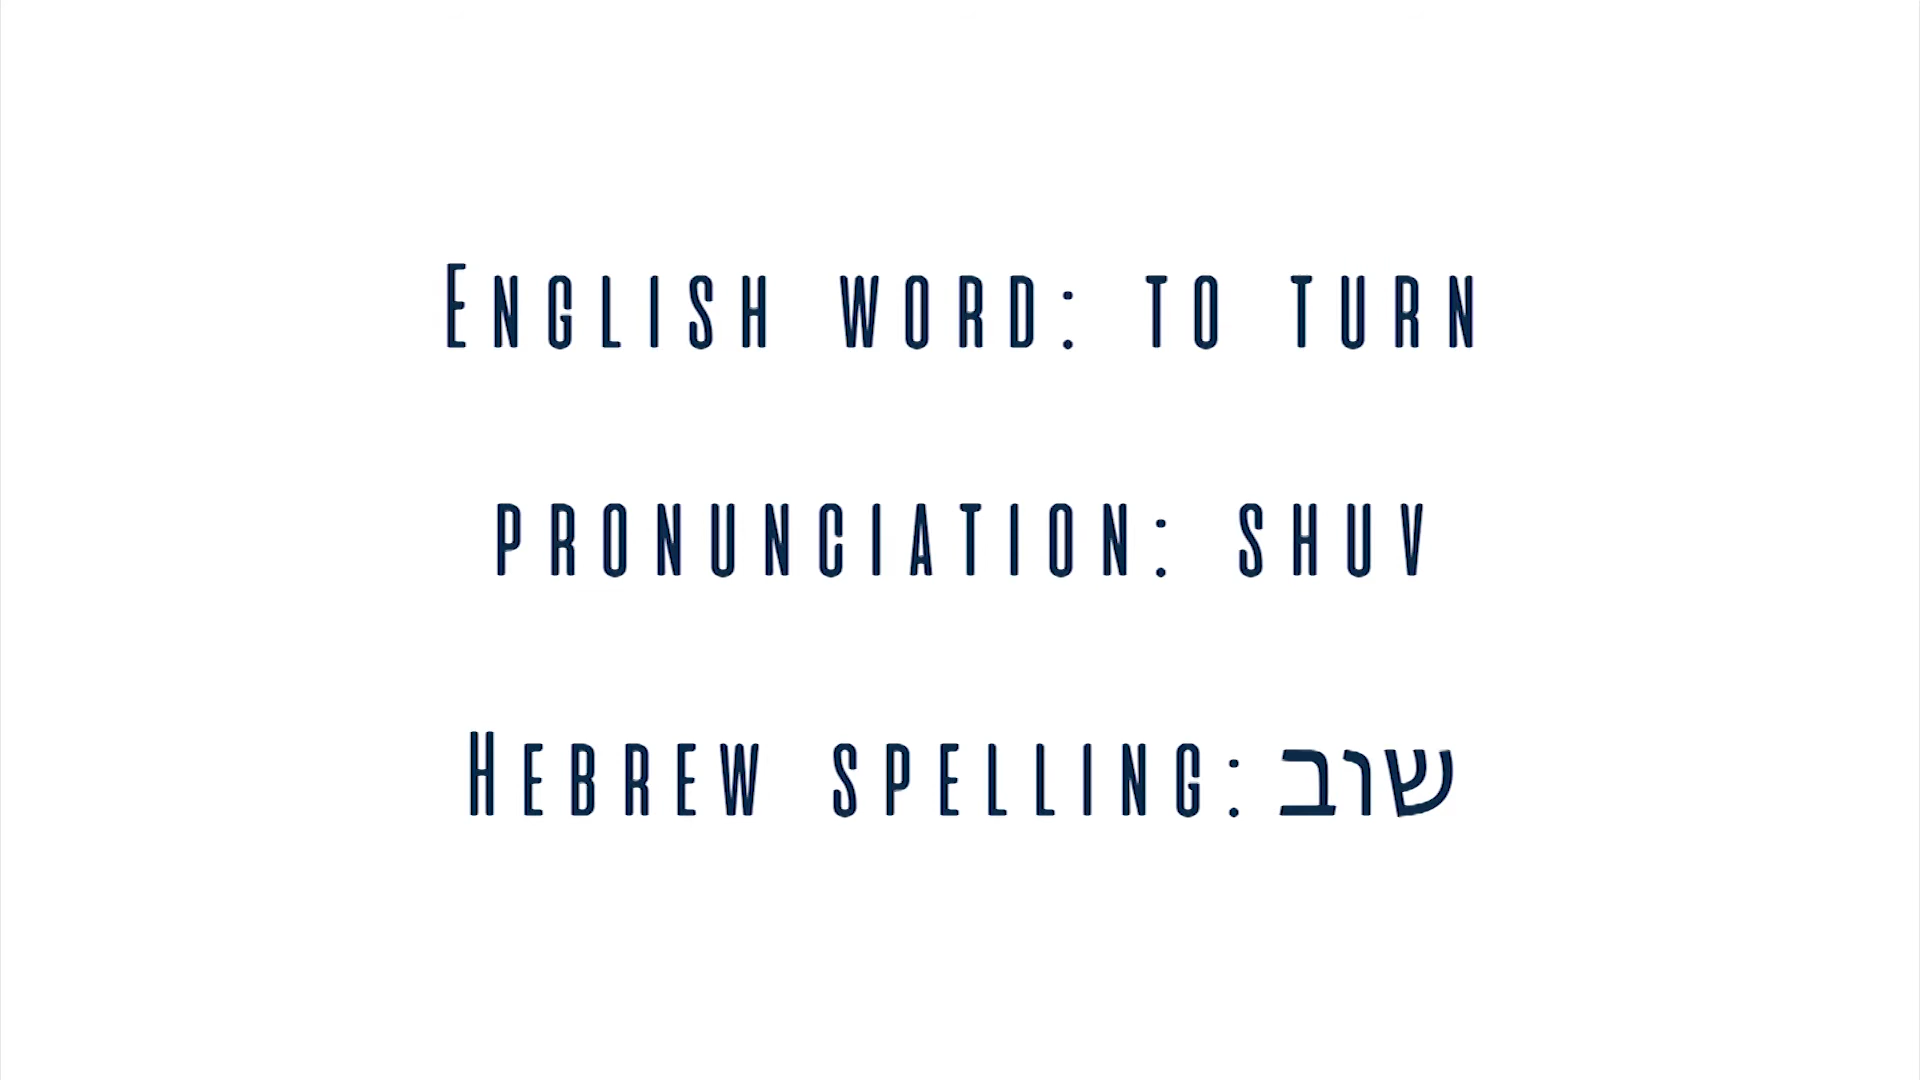 English word: to turn
pronunciation: shuv
Hebrew spelling: שוב